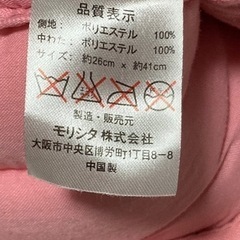 品質表示
側地： ポリエステル 100%
中わた： ポリエステル 100%
サイズ： 約26cm × 約41cm
製造・販売元
モリシタ株式会社
大阪市中央区博労町1丁目8−8
中国製